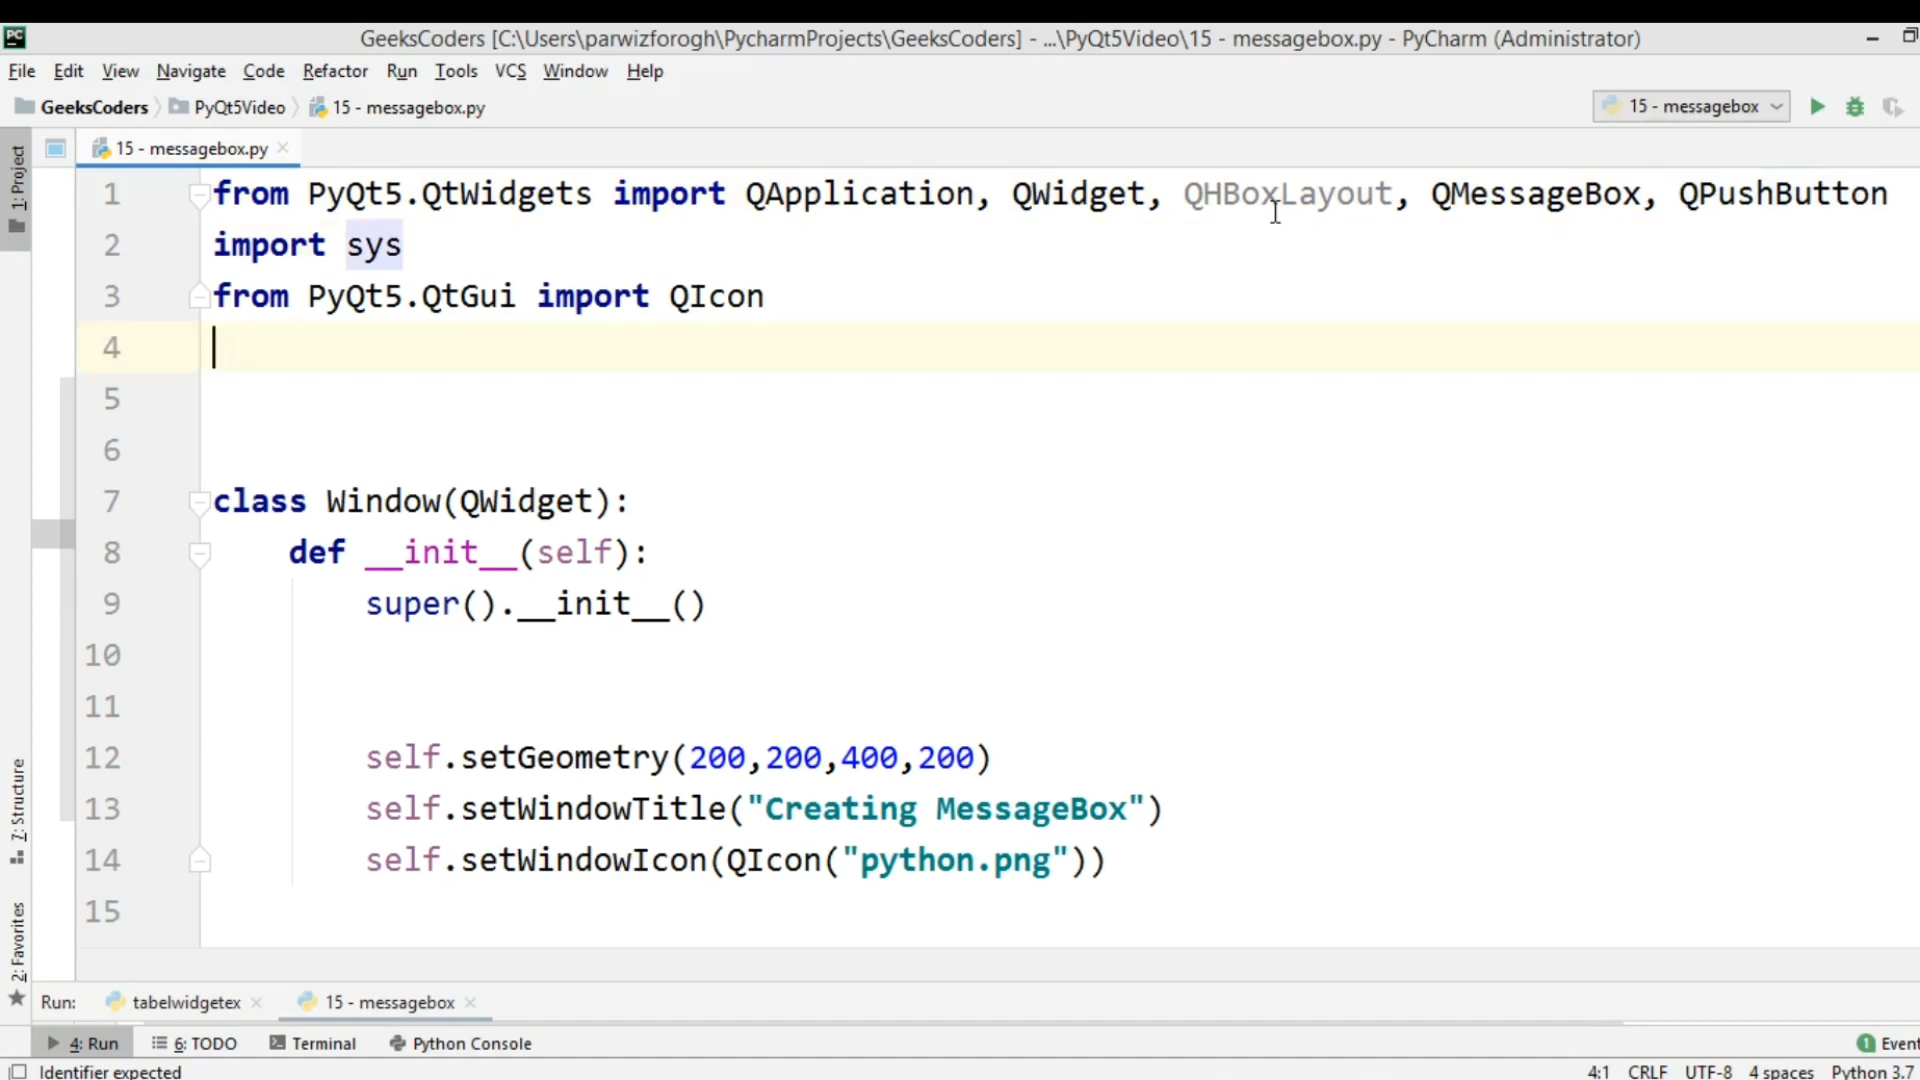 PC GeeksCoders [C:\Users\parwizforogh\PycharmProjects\GeeksCoders] - ...\PyQt5Video\15 - messagebox.py - PyCharm (Administrator)
File Edit View Navigate Code Refactor Run Tools VCS Window Help
GeeksCoders PyQt5Video 15 - messagebox.py 15 - messagebox
1: Project
15 - messagebox.py
1 from PyQt5.QtWidgets import QApplication, QWidget, QHBoxLayout, QMessageBox, QPushButton
2 import sys
3 from PyQt5.QtGui import QIcon
4
5
6
7 class Window(QWidget):
8 def __init__(self):
9 super().__init__()
10
11
12 self.setGeometry(200,200,400,200)
13 self.setWindowTitle("Creating MessageBox")
14 self.setWindowIcon(QIcon("python.png"))
15
7: Structure
2: Favorites
Run: tabelwidgetex 15 - messagebox
4: Run 6: TODO Terminal Python Console 1 Event
Identifier expected 4:1 CRLF UTF-8 4 spaces Python 3.7